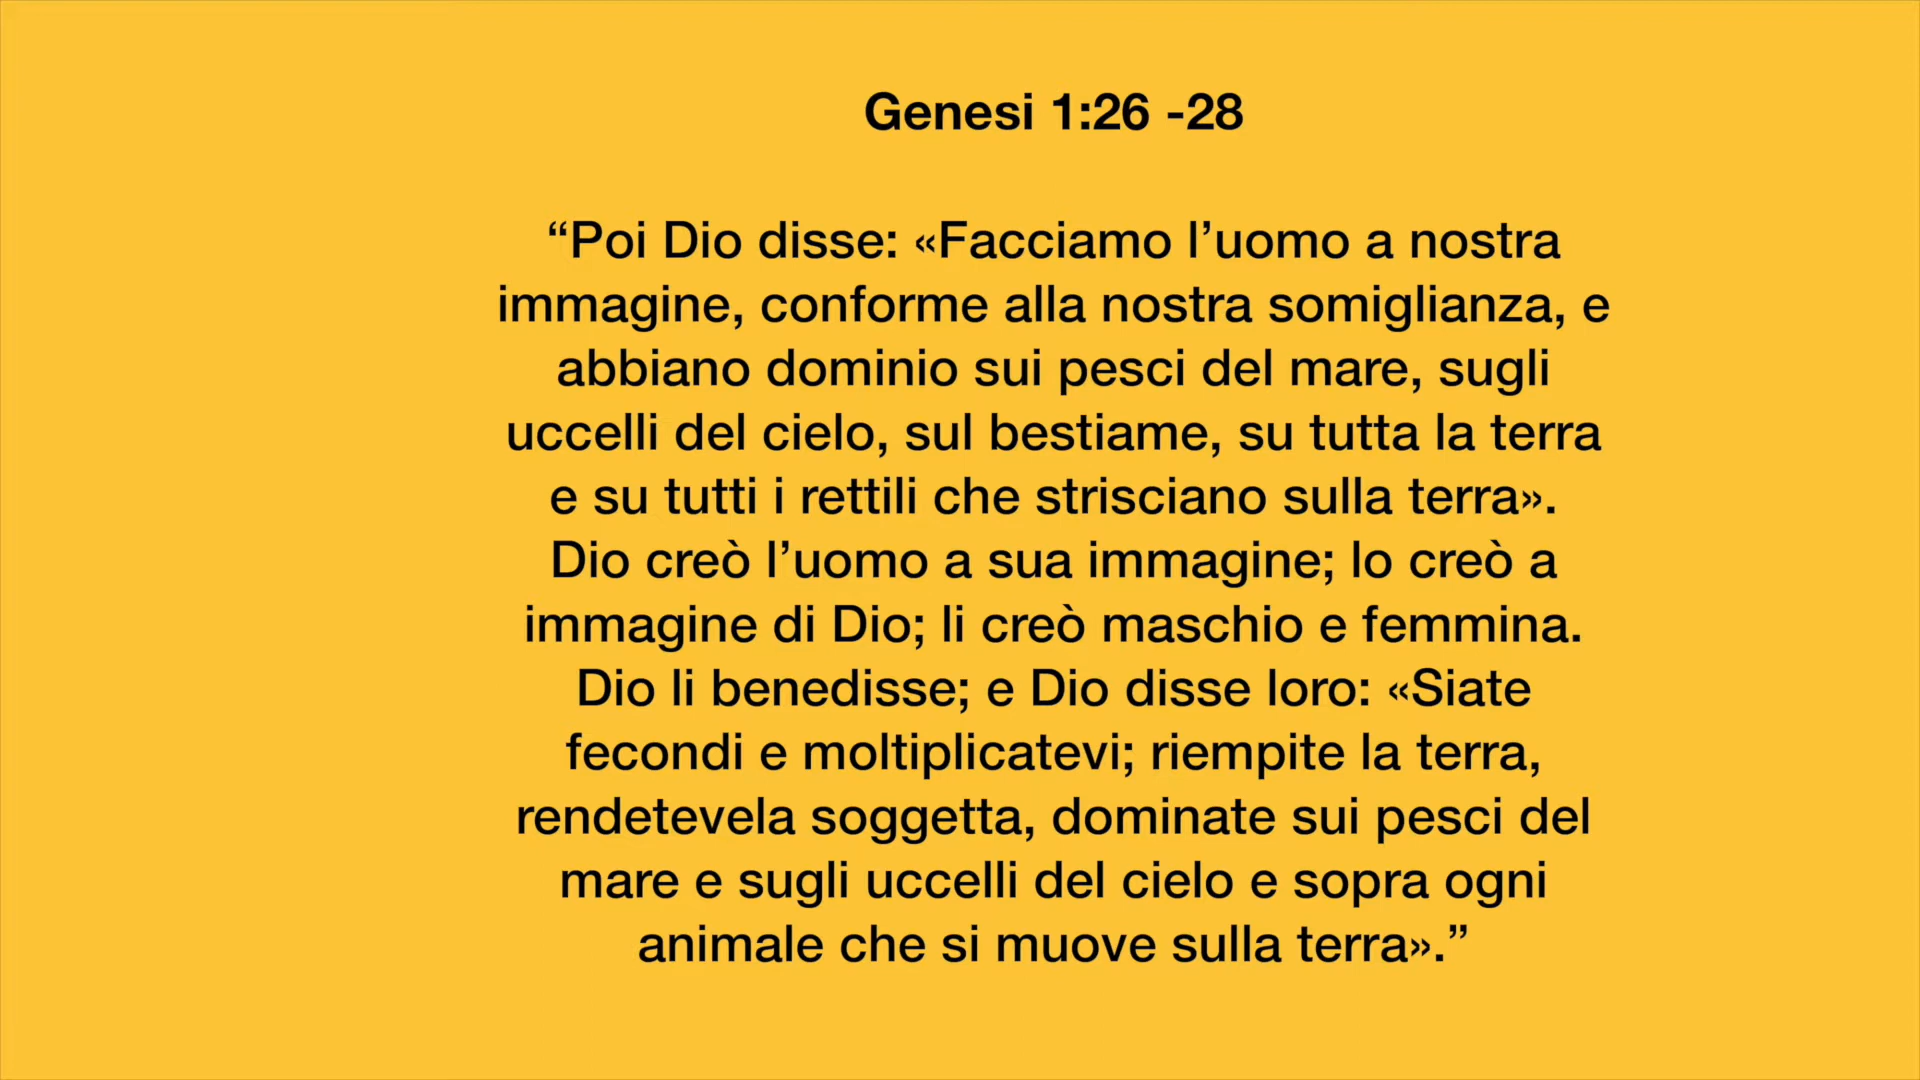 Genesi 1:26 -28
“Poi Dio disse: «Facciamo l’uomo a nostra
immagine, conforme alla nostra somiglianza, e
abbiano dominio sui pesci del mare, sugli
uccelli del cielo, sul bestiame, su tutta la terra
e su tutti i rettili che strisciano sulla terra».
Dio creò l’uomo a sua immagine; lo creò a
immagine di Dio; li creò maschio e femmina.
Dio li benedisse; e Dio disse loro: «Siate
fecondi e moltiplicatevi; riempite la terra,
rendetevela soggetta, dominate sui pesci del
mare e sugli uccelli del cielo e sopra ogni
animale che si muove sulla terra».”